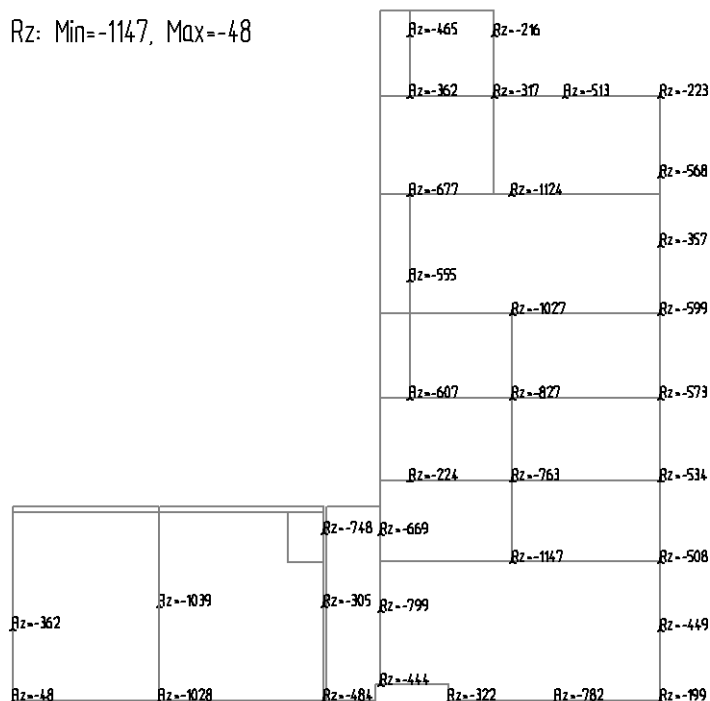 Rz: Min=-1147, Max=-48
Rz=-465 Rz=-216
Rz=-362 Rz=-317 Rz=-513 Rz=-223
Rz=-568
Rz=-677 Rz=-1124
Rz=-357
Rz=-595
Rz=-1027 Rz=-599
Rz=-607 Rz=-827 Rz=-573
Rz=-224 Rz=-763 Rz=-534
Rz=-748 Rz=-669
Rz=-1147 Rz=-508
Rz=-1039 Rz=-305 Rz=-799
Rz=-362 Rz=-449
Rz=-444
Rz=-48 Rz=-1028 Rz=-484 Rz=-322 Rz=-782 Rz=-199